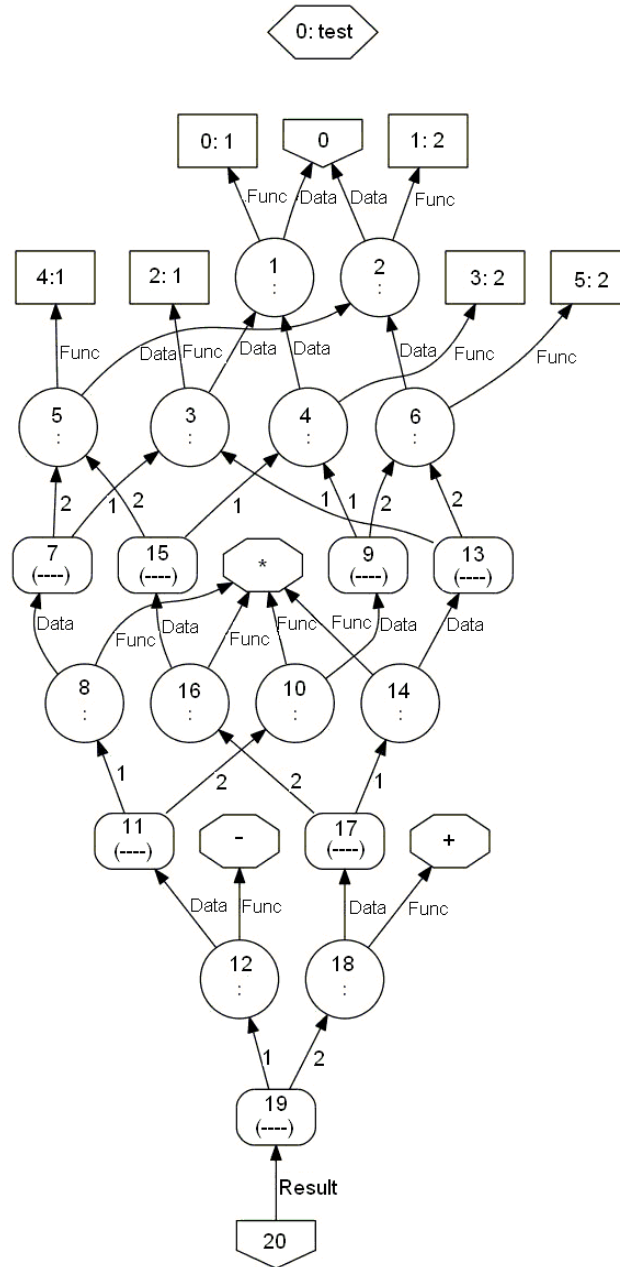 0: test
0: 1
0
1: 2
.Func
Data
Data
Func
4:1
2: 1
1
:
2
:
3: 2
5: 2
Func
Data
Func
Data
Data
Data
Func
Func
5
:
3
:
4
:
6
:
2
1
2
1
1
1
2
2
7
(----)
15
(----)
*
9
(----)
13
(----)
Data
Func
Data
Func
Func
Func
Data
Data
8
:
16
:
10
:
14
:
1
2
2
1
11
(----)
-
17
(----)
+
Data
Func
Data
Func
12
:
18
:
1
2
19
(----)
Result
20